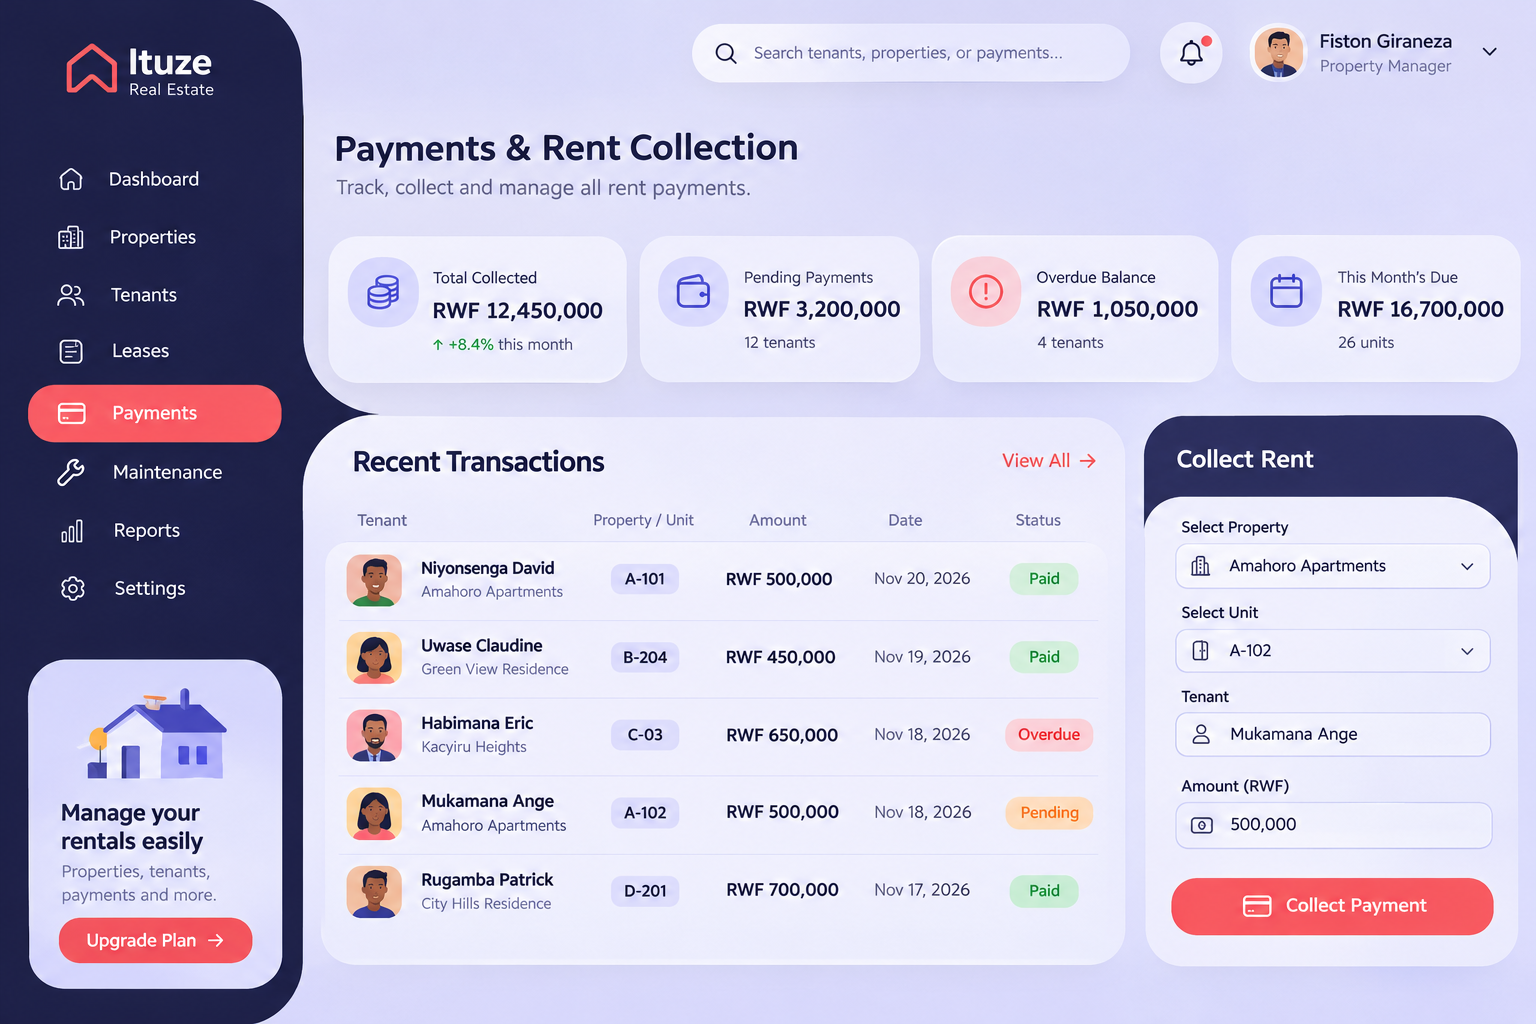 Ituze
Real Estate
Search tenants, properties, or payments...
Fiston Giraneza
Property Manager
Dashboard
Properties
Tenants
Leases
Payments
Maintenance
Reports
Settings
Manage your
rentals easily
Properties, tenants,
payments and more.
Upgrade Plan →
Payments & Rent Collection
Track, collect and manage all rent payments.
Total Collected
RWF 12,450,000
↑ +8.4% this month
Pending Payments
RWF 3,200,000
12 tenants
Overdue Balance
RWF 1,050,000
4 tenants
This Month's Due
RWF 16,700,000
26 units
Recent Transactions
View All →
Tenant Property / Unit Amount Date Status
Niyonsenga David
Amahoro Apartments
A-101 RWF 500,000 Nov 20, 2026 Paid
Uwase Claudine
Green View Residence
B-204 RWF 450,000 Nov 19, 2026 Paid
Habimana Eric
Kacyiru Heights
C-03 RWF 650,000 Nov 18, 2026 Overdue
Mukamana Ange
Amahoro Apartments
A-102 RWF 500,000 Nov 18, 2026 Pending
Rugamba Patrick
City Hills Residence
D-201 RWF 700,000 Nov 17, 2026 Paid
Collect Rent
Select Property
Amahoro Apartments
Select Unit
A-102
Tenant
Mukamana Ange
Amount (RWF)
500,000
Collect Payment